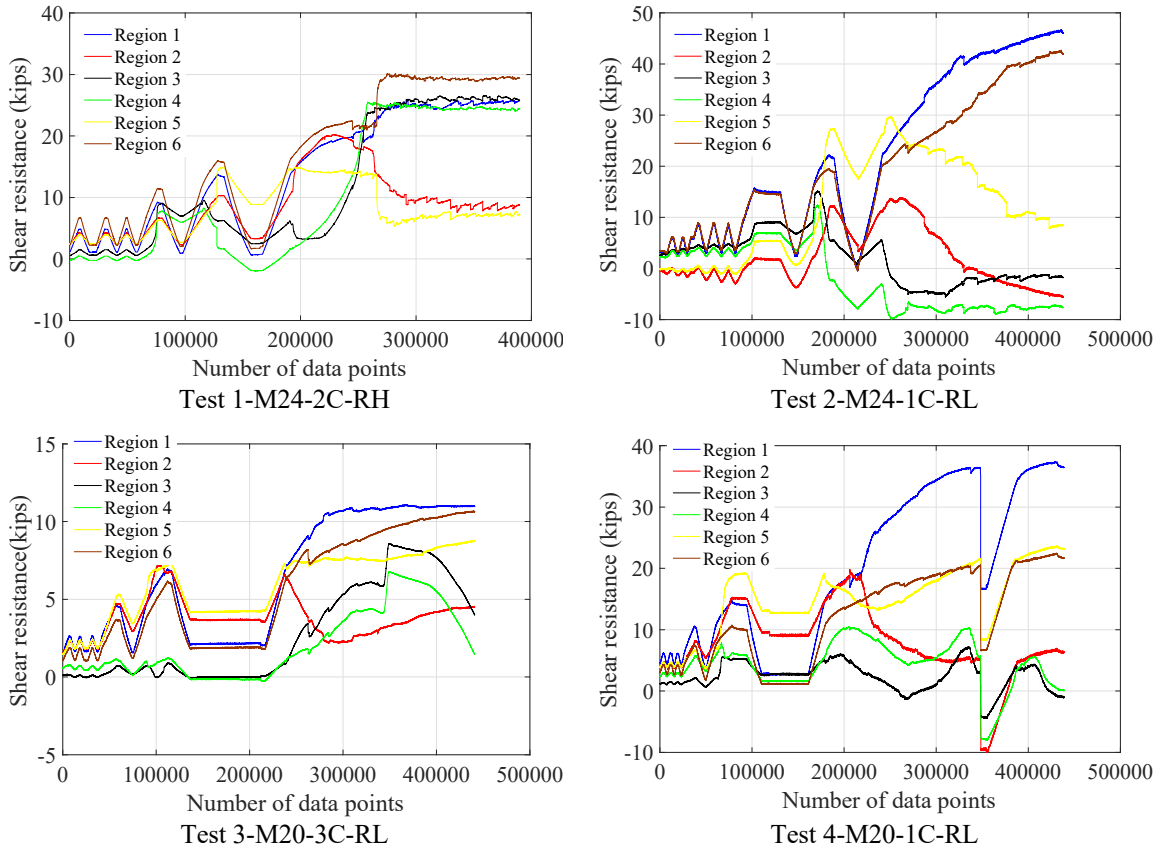 Shear resistance (kips)
40
30
20
10
0
-10
Region 1
Region 2
Region 3
Region 4
Region 5
Region 6
0 100000 200000 300000 400000
Number of data points
Test 1-M24-2C-RH
Shear resistance (kips)
50
40
30
20
10
0
-10
Region 1
Region 2
Region 3
Region 4
Region 5
Region 6
0 100000 200000 300000 400000 500000
Number of data points
Test 2-M24-1C-RL
Shear resistance(kips)
15
10
5
0
-5
Region 1
Region 2
Region 3
Region 4
Region 5
Region 6
0 100000 200000 300000 400000 500000
Number of data points
Test 3-M20-3C-RL
Shear resistance (kips)
40
30
20
10
0
-10
Region 1
Region 2
Region 3
Region 4
Region 5
Region 6
0 100000 200000 300000 400000 500000
Number of data points
Test 4-M20-1C-RL